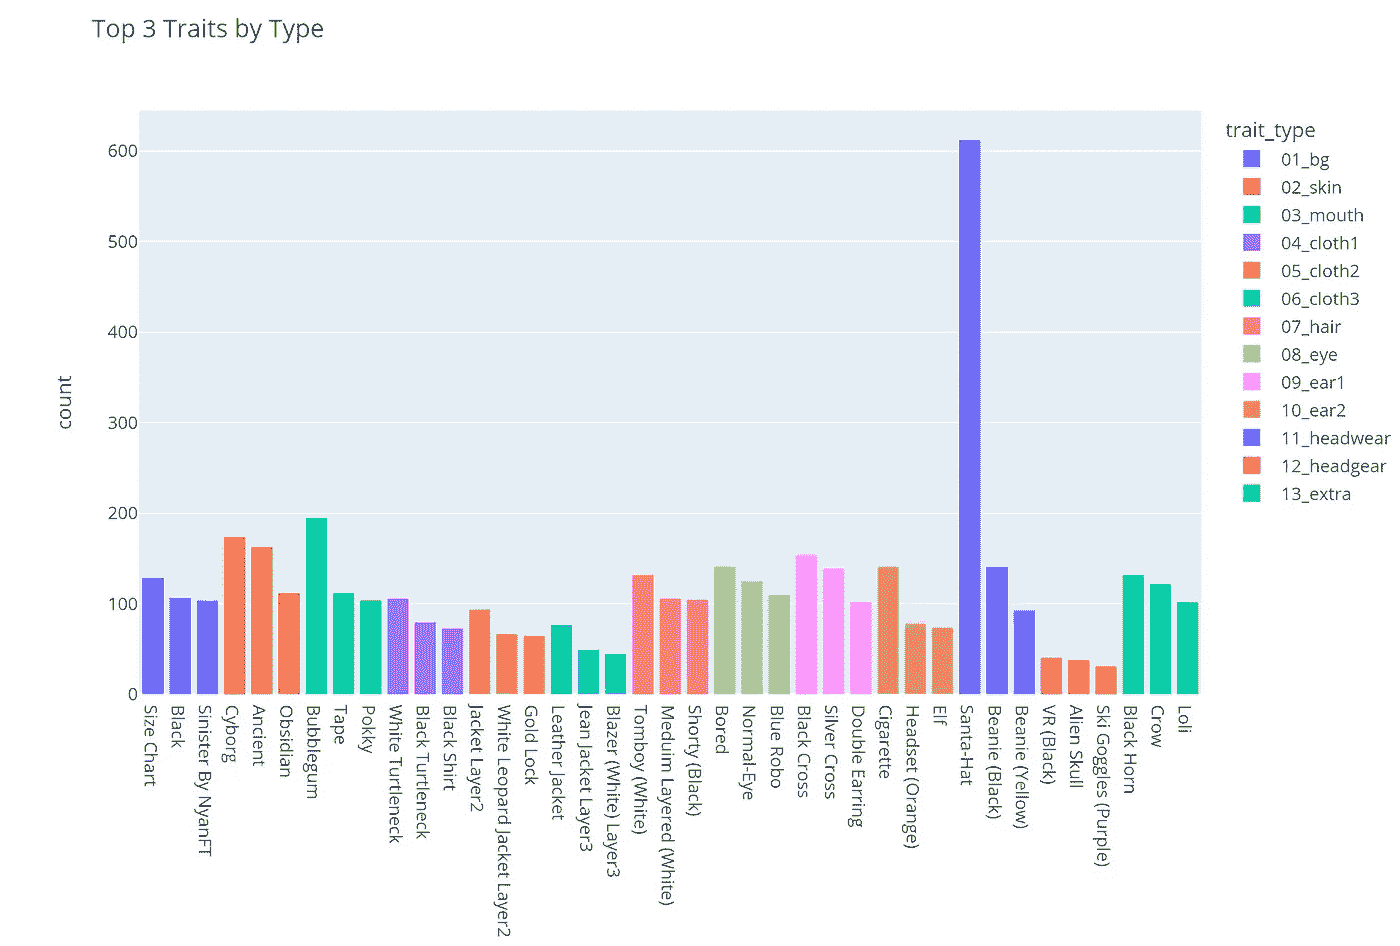 Top 3 Traits by Type
trait_type
01_bg
02_skin
03_mouth
04_cloth1
05_cloth2
06_cloth3
07_hair
08_eye
09_ear1
10_ear2
11_headwear
12_headgear
13_extra
count
600
500
400
300
200
100
0
Size Chart
Black
Sinister By NyanFT
Cyborg
Ancient
Obsidian
Bubblegum
Tape
Pokky
White Turtleneck
Black Turtleneck
Black Shirt
Jacket Layer2
White Leopard Jacket Layer2
Gold Lock
Leather Jacket
Jean Jacket Layer3
Blazer (White) Layer3
Tomboy (White)
Meduim Layered (White)
Shorty (Black)
Bored
Normal-Eye
Blue Robo
Black Cross
Silver Cross
Double Earring
Cigarette
Headset (Orange)
Elf
Santa-Hat
Beanie (Black)
Beanie (Yellow)
VR (Black)
Alien Skull
Ski Goggles (Purple)
Black Horn
Crow
Loli